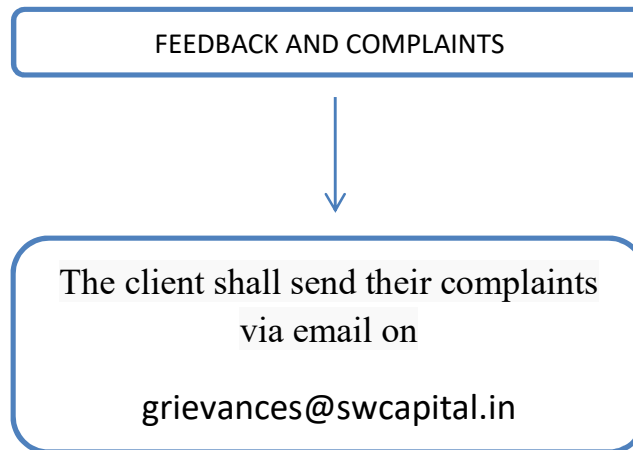 FEEDBACK AND COMPLAINTS
The client shall send their complaints
via email on
grievances@swcapital.in